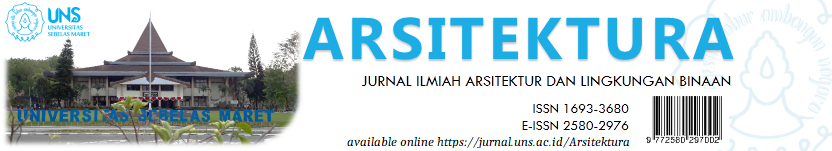 UNS
UNIVERSITAS
SEBELAS MARET
ARSITEKTURA
JURNAL ILMIAH ARSITEKTUR DAN LINGKUNGAN BINAAN
ISSN 1693-3680
E-ISSN 2580-2976
available online https://jurnal.uns.ac.id/Arsitektura
9 772580 297002
UNIVERSITAS SEBELAS MARET